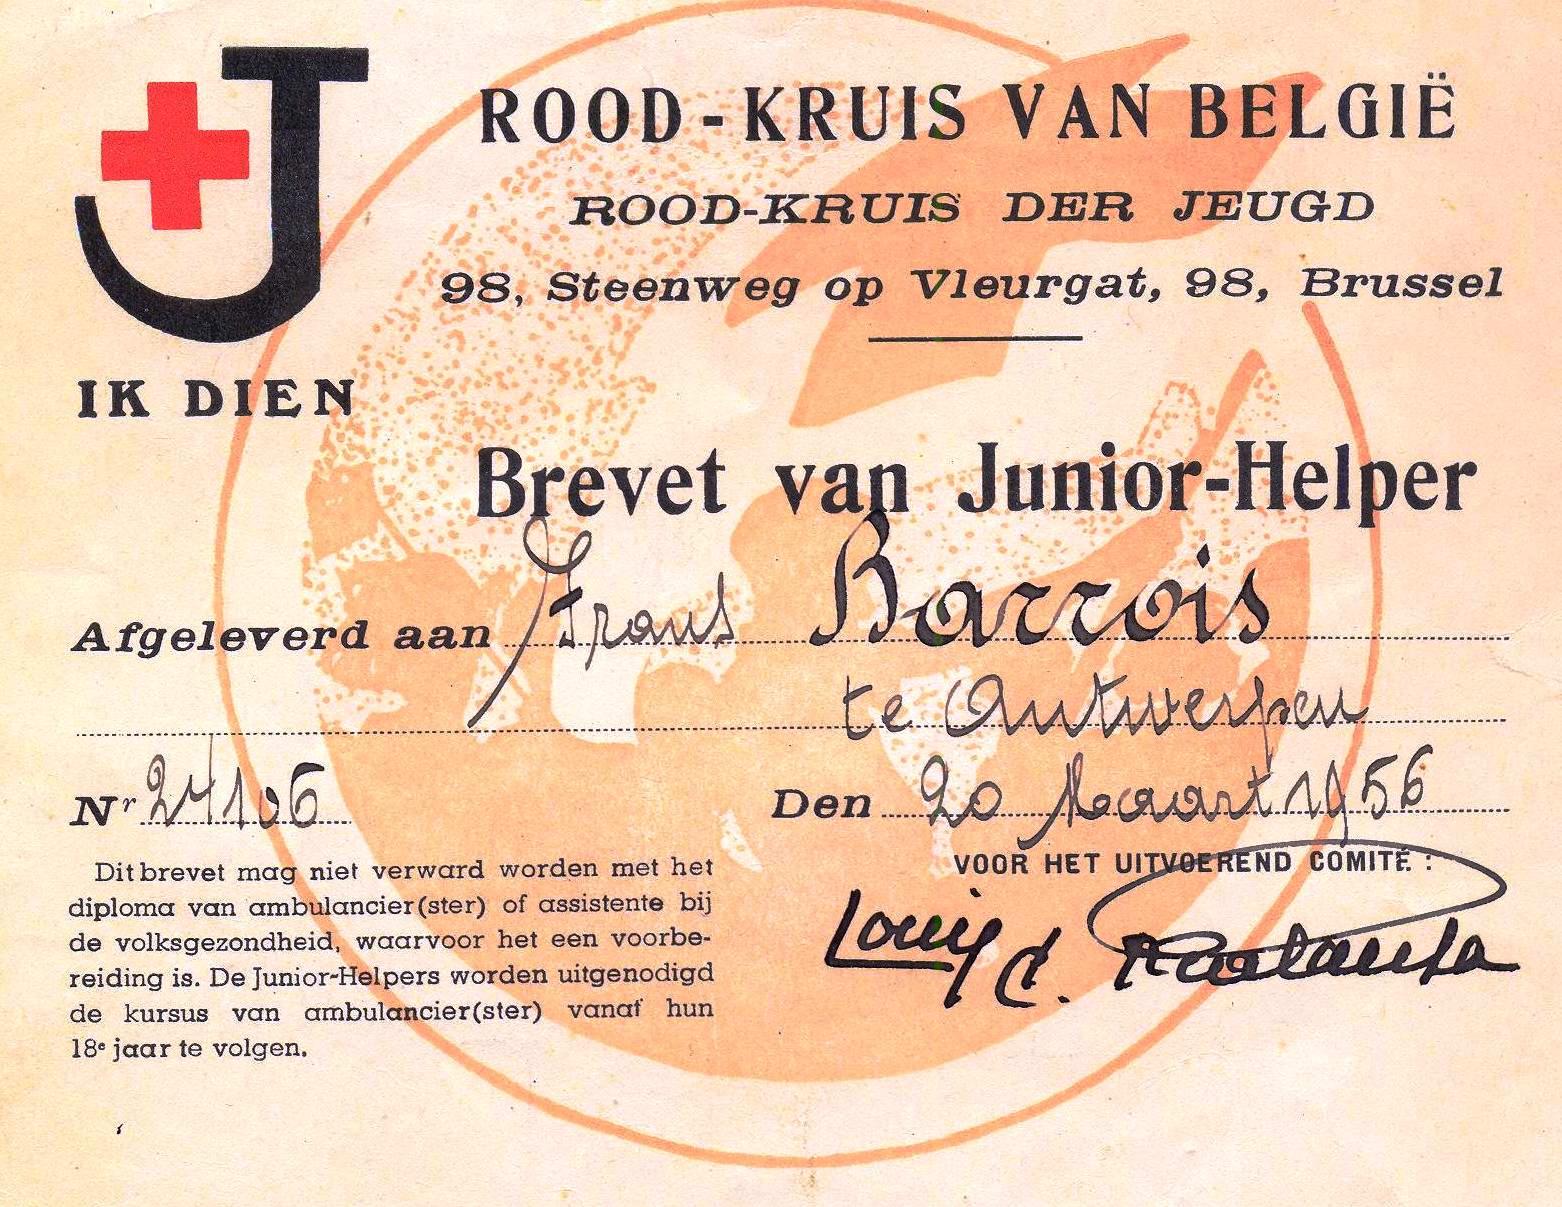 J
ROOD-KRUIS VAN BELGIË
ROOD-KRUIS DER JEUGD
98, Steenweg op Vleurgat, 98, Brussel
IK DIEN
Brevet van Junior-Helper
Afgeleverd aan Frans Barrois
te Antwerpen
Nr 24106
Den 20 Maart 1956
VOOR HET UITVOEREND COMITÉ :
Dit brevet mag niet verward worden met het
diploma van ambulancier(ster) of assistente bij
de volksgezondheid, waarvoor het een voorbe-
reiding is. De Junior-Helpers worden uitgenodigd
de kursus van ambulancier(ster) vanaf hun
18e jaar te volgen.
Louis d.